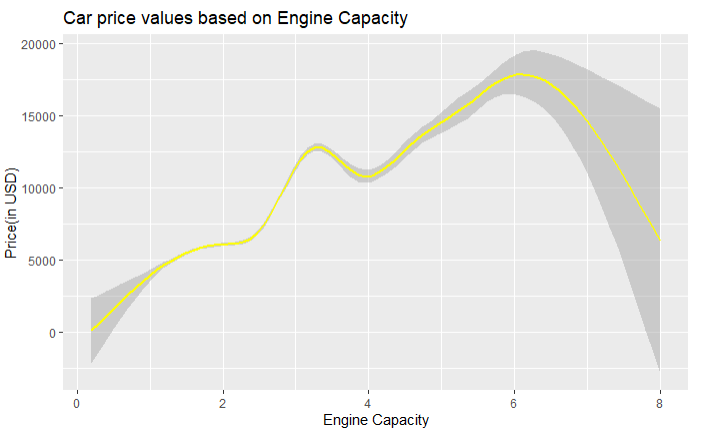 Car price values based on Engine Capacity
Price(in USD)
20000
15000
10000
5000
0
0 2 4 6 8
Engine Capacity